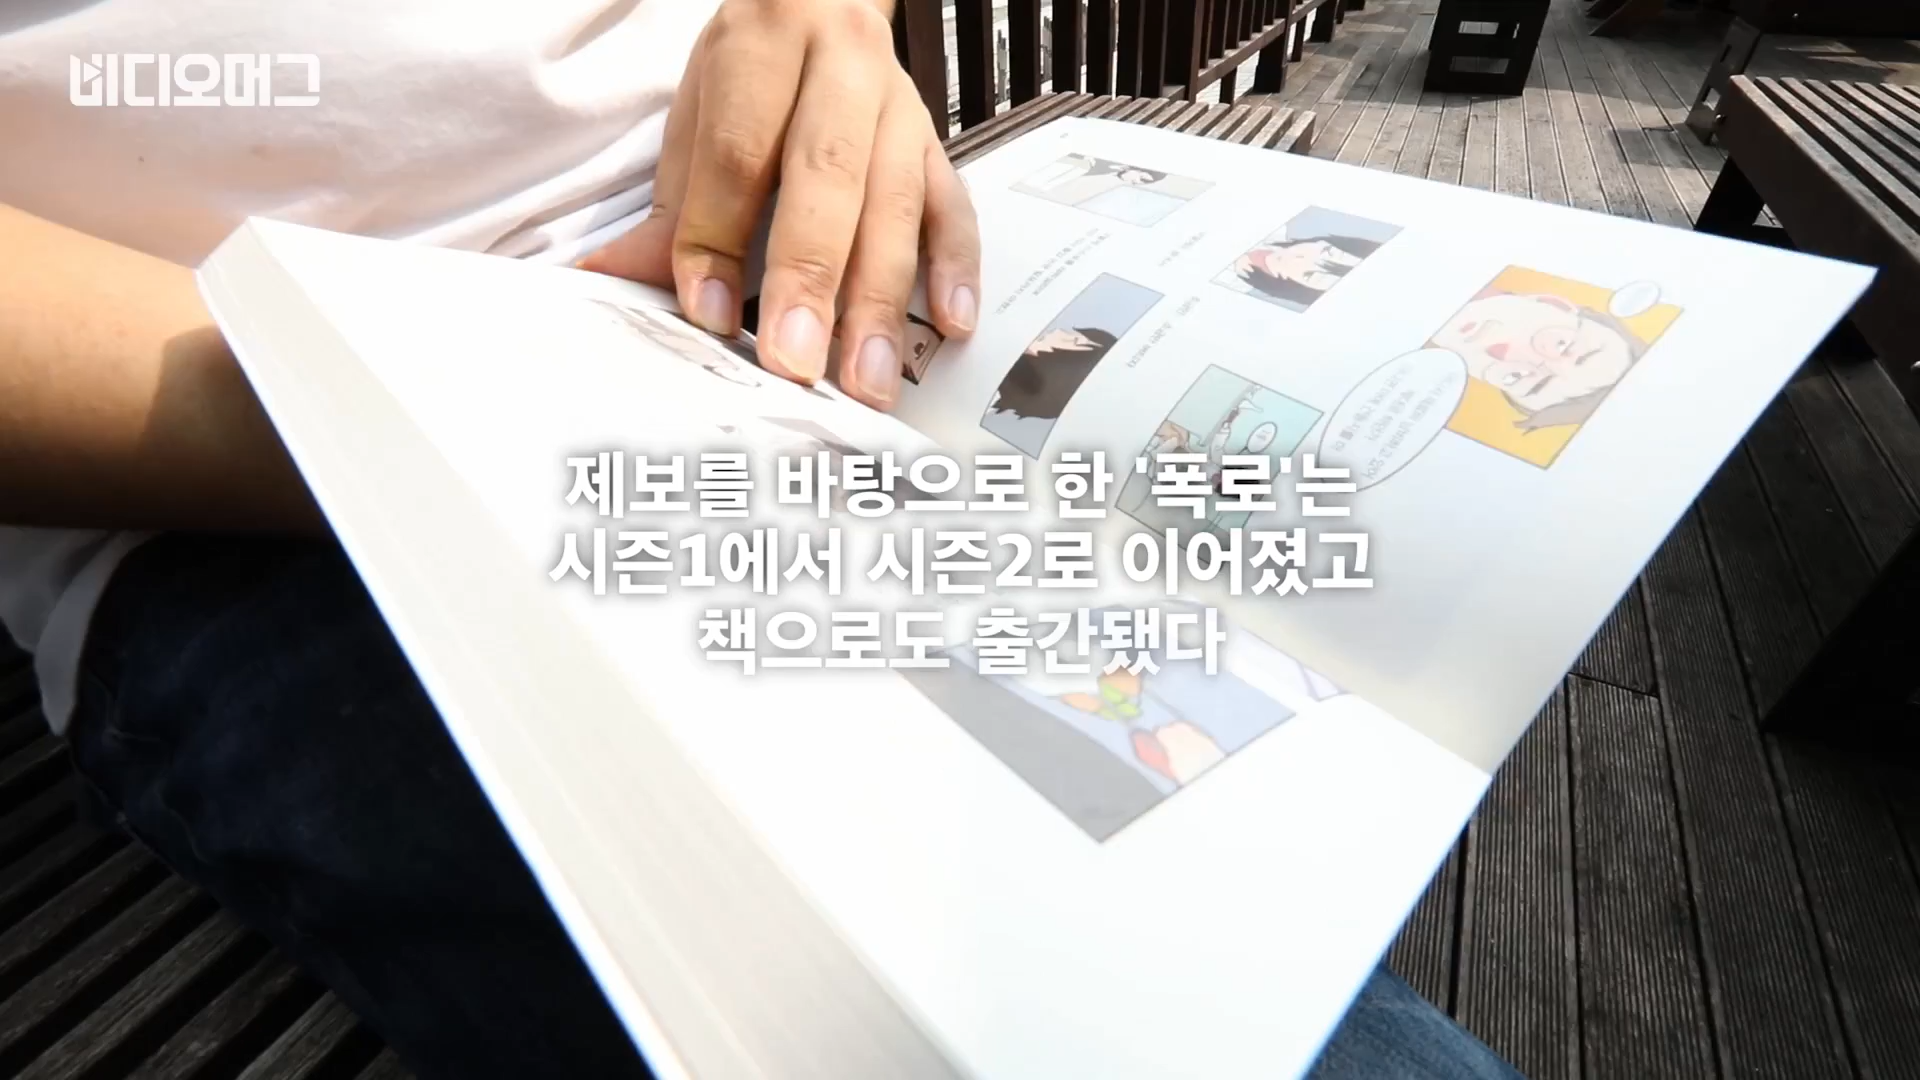 비디오머그
제보를 바탕으로 한 '폭로'는
시즌1에서 시즌2로 이어졌고
책으로도 출간됐다